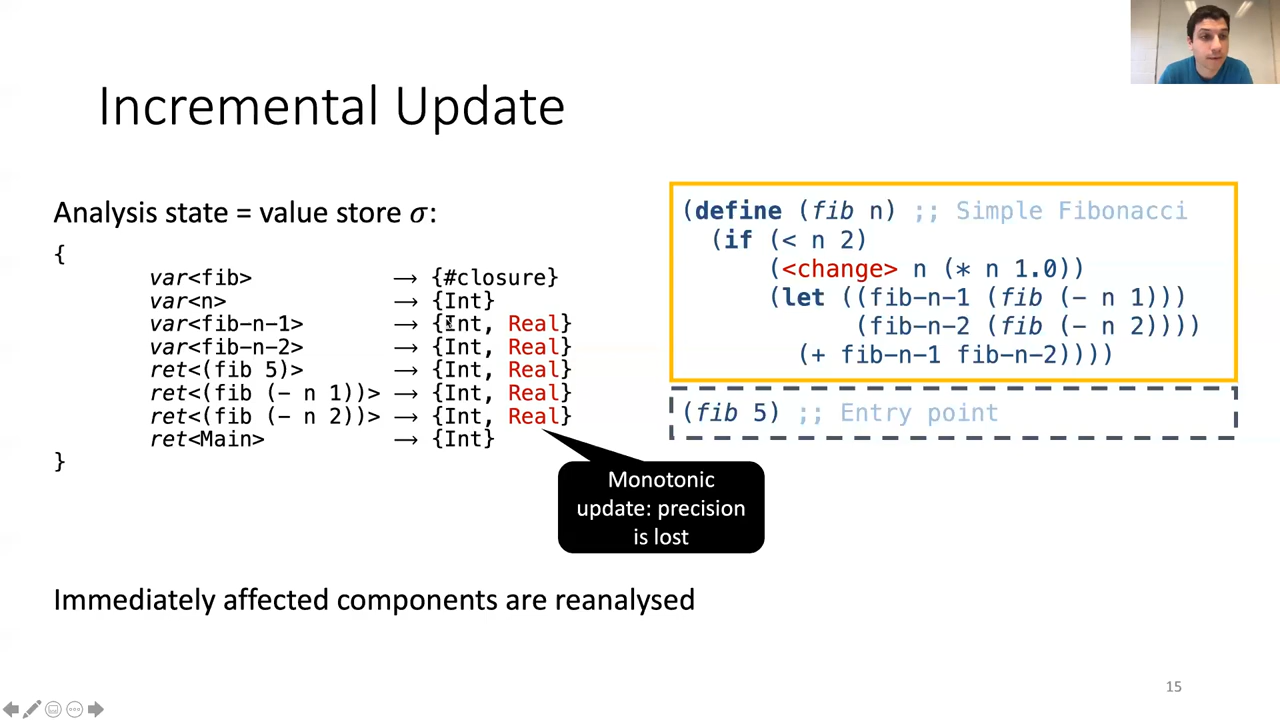 Incremental Update
Analysis state = value store σ:
{
var<fib> → {#closure}
var<n> → {Int}
var<fib-n-1> → {Int, Real}
var<fib-n-2> → {Int, Real}
ret<(fib 5)> → {Int, Real}
ret<(fib (- n 1))> → {Int, Real}
ret<(fib (- n 2))> → {Int, Real}
ret<Main> → {Int}
}
Monotonic
update: precision
is lost
Immediately affected components are reanalysed
(define (fib n) ;; Simple Fibonacci
(if (< n 2)
(<change> n (* n 1.0))
(let ((fib-n-1 (fib (- n 1)))
(fib-n-2 (fib (- n 2))))
(+ fib-n-1 fib-n-2))))
(fib 5) ;; Entry point
15